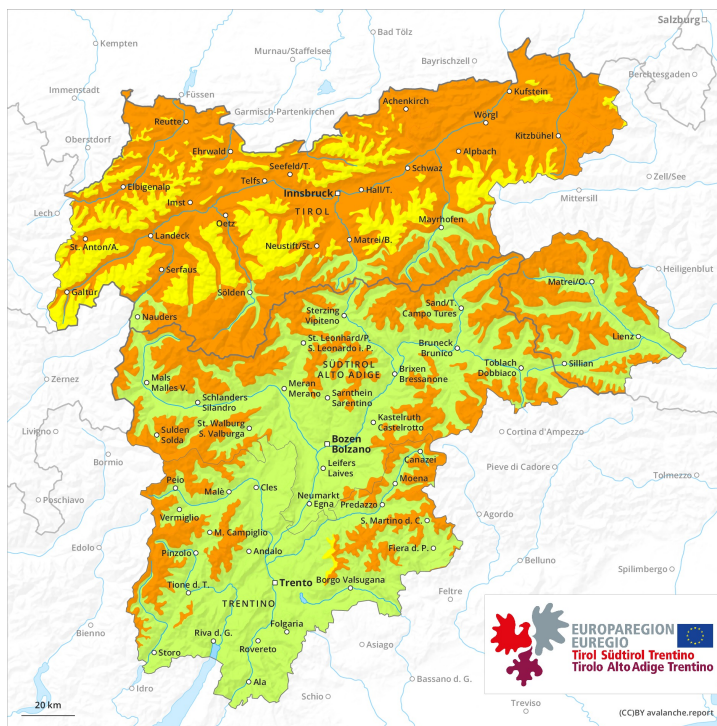 Salzburg
Kempten
Bad Tölz
Murnau/Staffelsee
Bayrischzell
Berchtesgaden
Immenstadt
Füssen
Garmisch-Partenkirchen
Achenkirch
Kufstein
Reutte
Wörgl
Oberstdorf
Ehrwald
Kitzbühel
Alpbach
Seefeld/T.
Schwaz
Telfs
Zell/See
Elbigenalp
Innsbruck
Hall/T.
Mittersill
Imst
TIROL
Lech
Oetz
Mayrhofen
St. Anton/A.
Landeck
Neustift/St.
Matrei/B.
Heiligenblut
Serfaus
Matrei/O.
Galtür
Sölden
Sand/T.
Campo Tures
Nauders
Sterzing
Vipiteno
Lienz
St. Leonhard/P.
S. Leonardo i. P.
Bruneck
Brunico
Toblach
Dobbiaco
Sillian
SÜDTIROL
ALTO ADIGE
Brixen
Bressanone
Zernez
Mals
Malles V.
Meran
Merano
Sarnthein
Sarentino
Schlanders
Silandro
Kastelruth
Castelrotto
St. Walburg
S. Valburga
Livigno
Cortina d'Ampezzo
Sulden
Solda
Bozen
Bolzano
Bormio
Canazei
Pieve di Cadore
Leifers
Laives
Tolmezzo
Moena
Peio
Malè
Cles
Neumarkt
Egna
Predazzo
Poschiavo
Vermiglio
Agordo
S. Martino d. C.
M. Campiglio
Edolo
Pinzolo
Andalo
Fiera d. P.
Belluno
Spilimbergo
Tione d. T.
Trento
Borgo Valsugana
Feltre
TRENTINO
Folgaria
Bienno
Riva d. G.
Rovereto
Asiago
Storo
Bassano d. G.
Ala
Idro
Schio
Treviso
EUROPAREGION
EUREGIO
Tirol Südtirol Trentino
Tirolo Alto Adige Trentino
20 km
(CC)BY avalanche.report